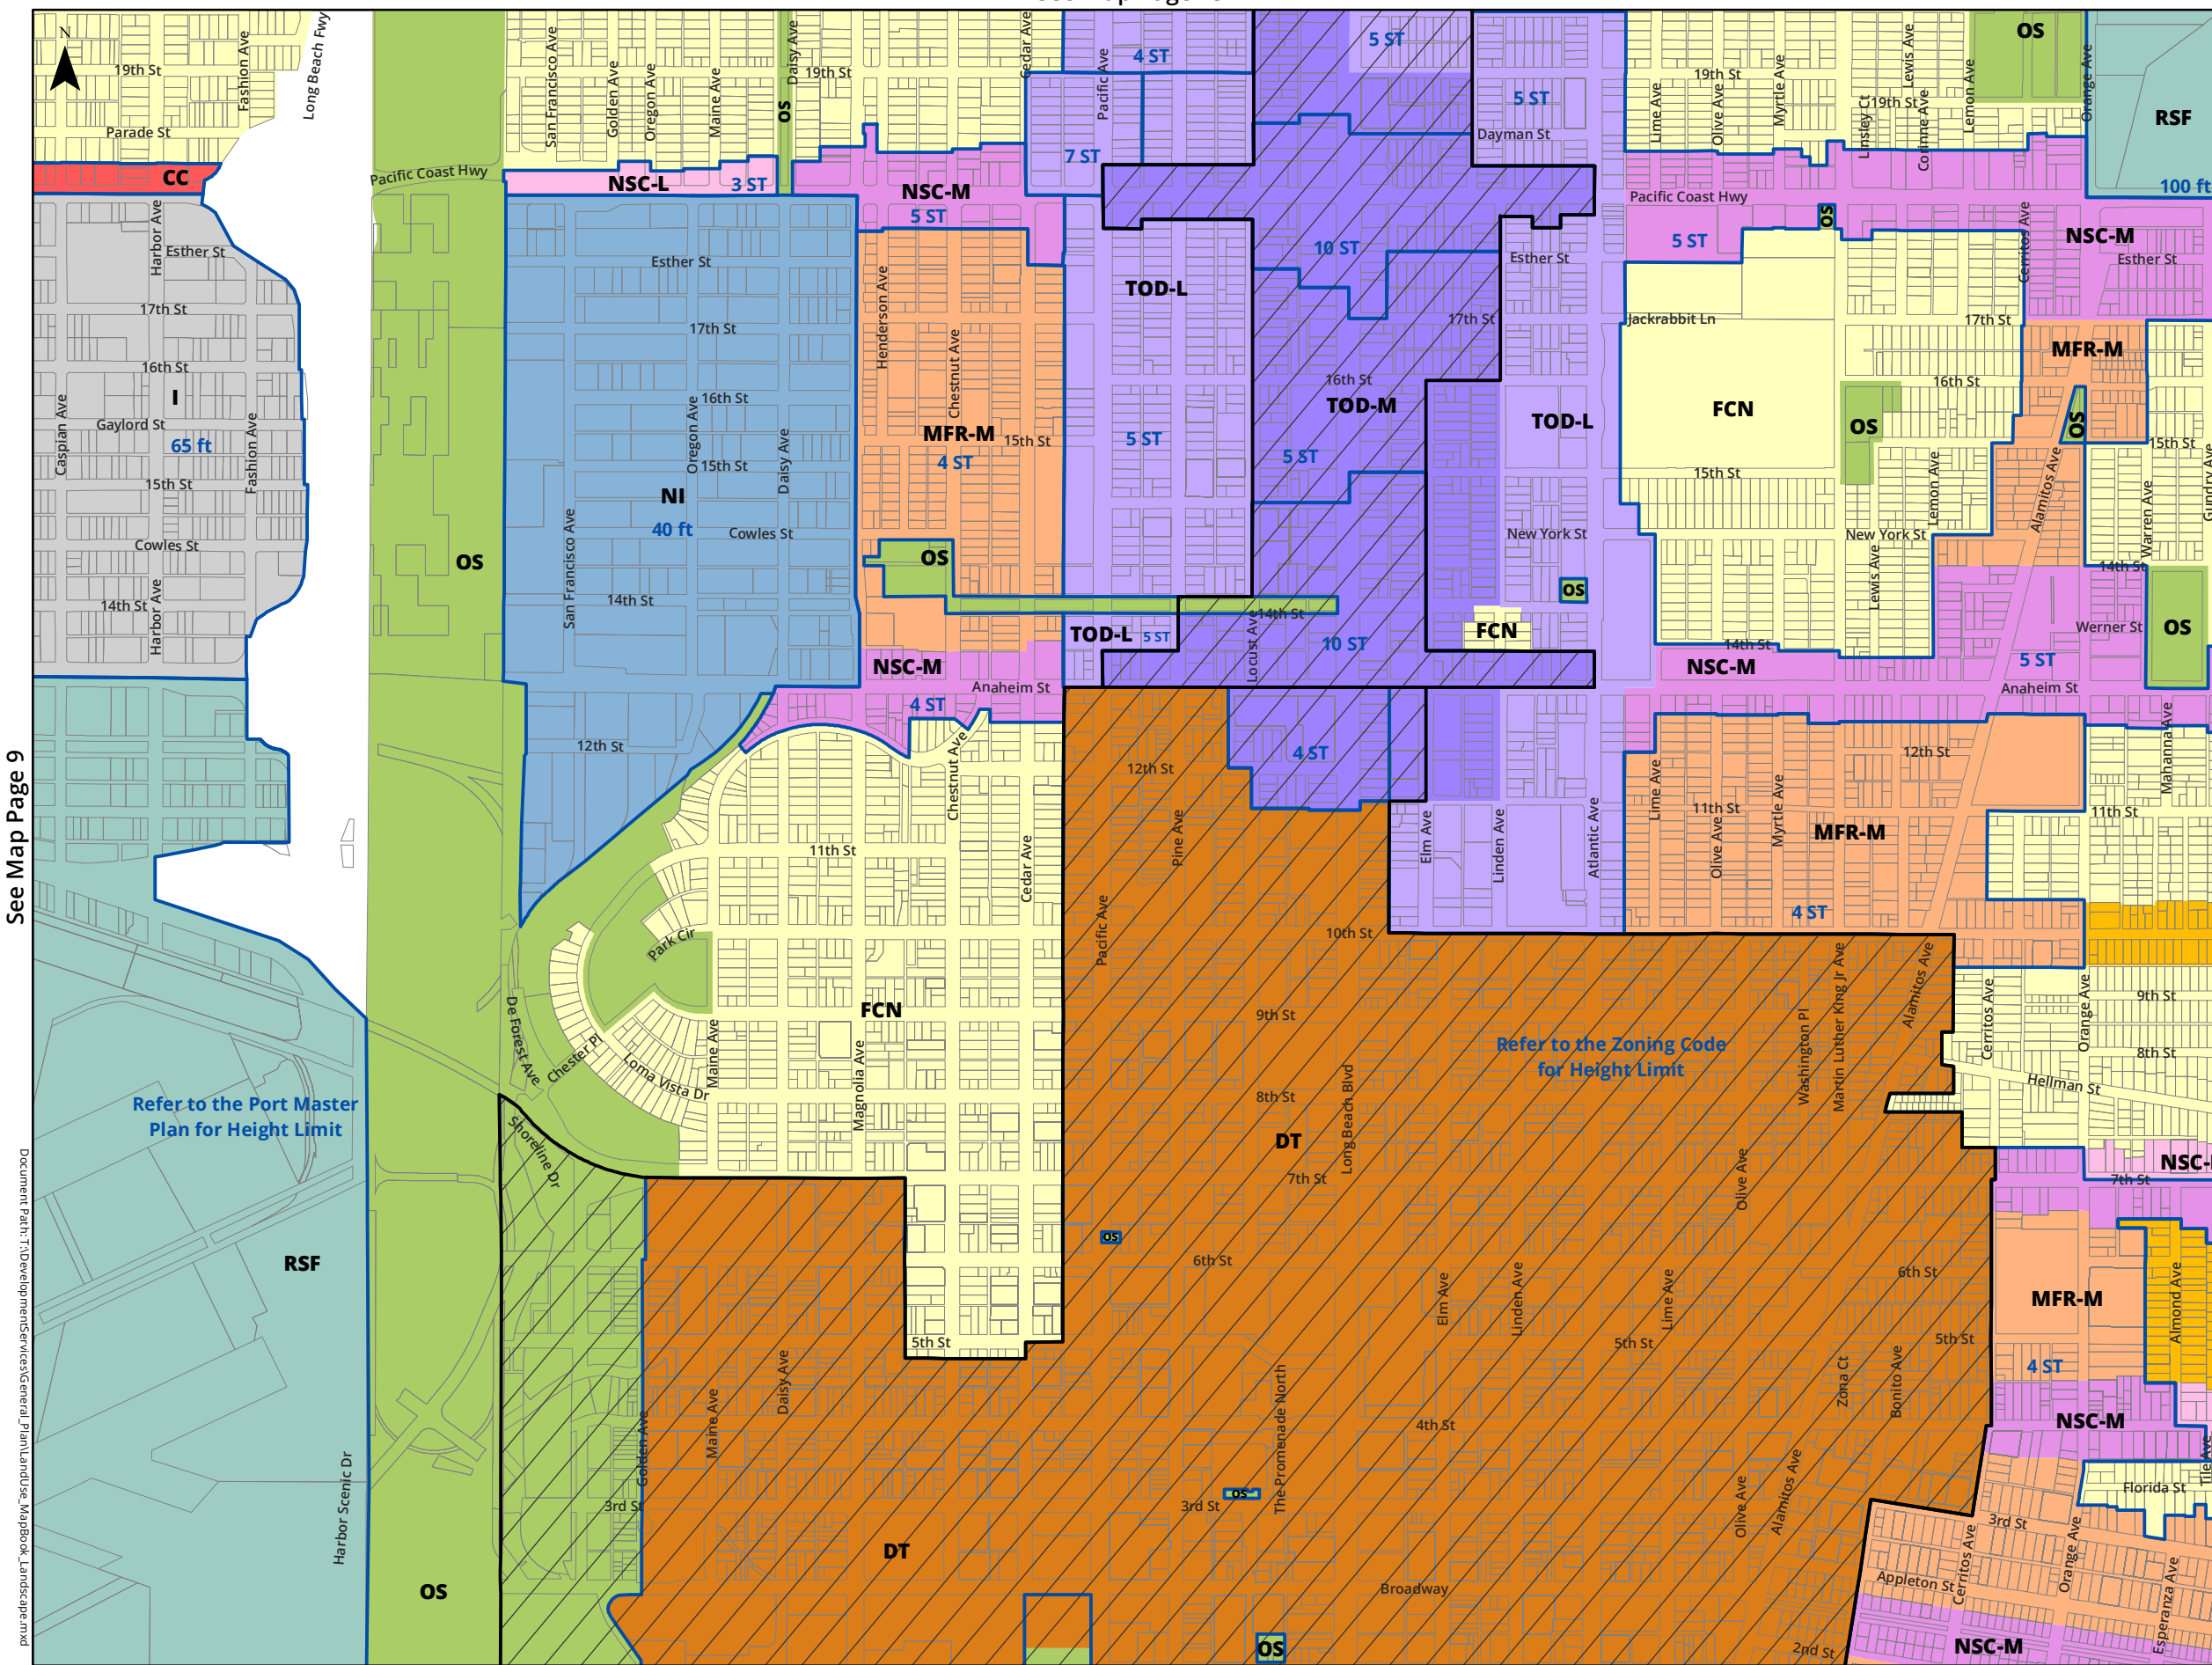 N
19th St
Fashion Ave
Long Beach Fwy
San Francisco Ave
Golden Ave
Oregon Ave
Maine Ave
Daisy Ave
OS
19th St
Cedar Ave
Pacific Ave
4 ST
5 ST
5 ST
Dayman St
Lime Ave
19th St
Olive Ave
Myrtle Ave
Linsley Ct
19th St
Lewis Ave
Corinne Ave
Lemon Ave
OS
Orange Ave
RSF
100 ft
Parade St
CC
Pacific Coast Hwy
NSC-L
3 ST
NSC-M
5 ST
7 ST
Pacific Coast Hwy
OS
5 ST
NSC-M
Cerritos Ave
Esther St
Harbor Ave
Esther St
17th St
16th St
I
Gaylord St
65 ft
Caspian Ave
Fashion Ave
15th St
Cowles St
14th St
Harbor Ave
OS
Esther St
17th St
16th St
Oregon Ave
15th St
Daisy Ave
NI
40 ft
Cowles St
San Francisco Ave
14th St
12th St
Henderson Ave
Chestnut Ave
MFR-M
15th St
4 ST
OS
NSC-M
Anaheim St
4 ST
TOD-L
5 ST
TOD-L
5 ST
10 ST
Esther St
17th St
16th St
TOD-M
5 ST
TOD-L
New York St
OS
14th St
Locust Ave
10 ST
FCN
4 ST
Jackrabbit Ln
FCN
15th St
17th St
16th St
OS
Lemon Ave
New York St
Lewis Ave
14th St
NSC-M
MFR-M
OS
15th St
Alamitos Ave
Warren Ave
Gundry Ave
14th St
Werner St
OS
5 ST
Anaheim St
Mahanna Ave
12th St
11th St
Lime Ave
11th St
Olive Ave
Myrtle Ave
MFR-M
4 ST
See Map Page 9
Chestnut Ave
11th St
Cedar Ave
Park Cir
FCN
De Forest Ave
Chester Pl
Loma Vista Dr
Maine Ave
Magnolia Ave
Shoreline Dr
12th St
Pine Ave
Pacific Ave
Elm Ave
Linden Ave
Atlantic Ave
10th St
9th St
8th St
Long Beach Blvd
DT
7th St
Refer to the Zoning Code
for Height Limit
Washington Pl
Martin Luther King Jr Ave
Alamitos Ave
Cerritos Ave
Orange Ave
9th St
8th St
Hellman St
NSC-
7th St
Refer to the Port Master
Plan for Height Limit
RSF
Harbor Scenic Dr
OS
OS
6th St
Elm Ave
Linden Ave
Lime Ave
5th St
Olive Ave
6th St
5th St
Zona Ct
Bonito Ave
MFR-M
4 ST
Almond Ave
NSC-M
5th St
Daisy Ave
Maine Ave
Golden Ave
3rd St
DT
The Promenade North
4th St
OS
3rd St
Broadway
OS
Olive Ave
Alamitos Ave
2nd St
Florida St
3rd St
Cerritos Ave
Orange Ave
Appleton St
Esperanza Ave
NSC-M
Document Path: T:\DevelopmentServices\General_Plan\LandUse_MapBook_Landscape.mxd